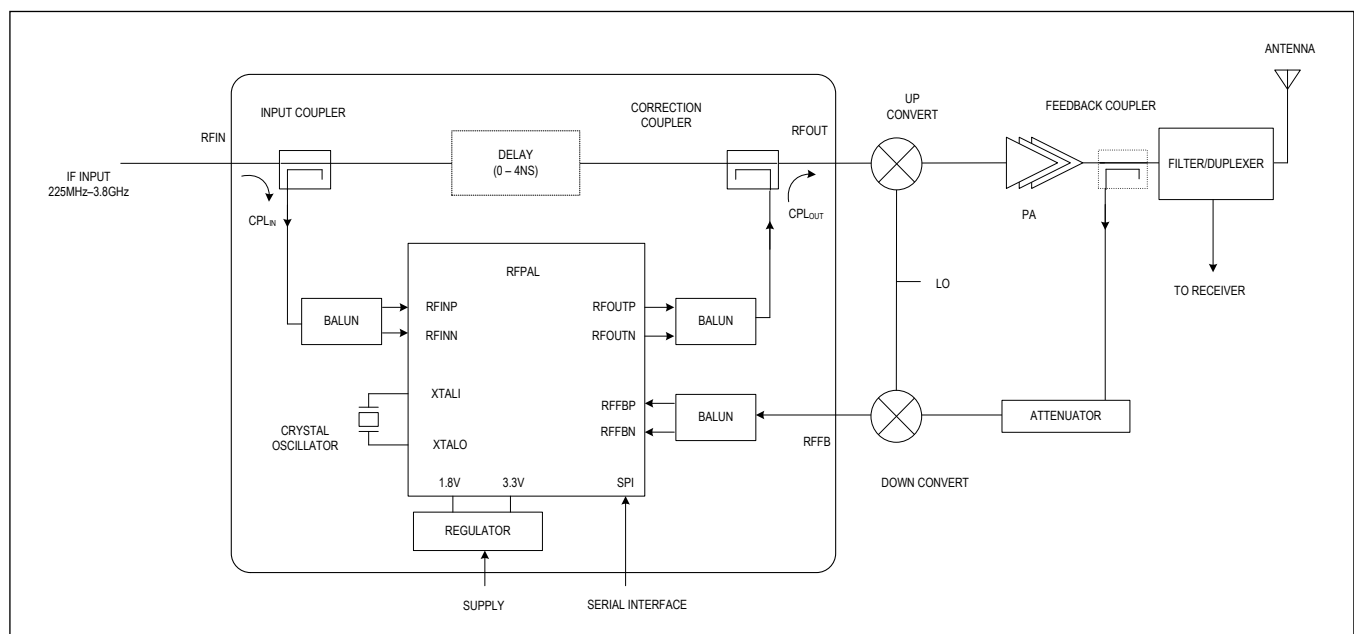 ANTENNA
UP
CONVERT
FEEDBACK COUPLER
INPUT COUPLER
CORRECTION
COUPLER
RFIN
RFOUT
IF INPUT
225MHz–3.8GHz
DELAY
(0 – 4NS)
FILTER/DUPLEXER
CPLIN
CPLOUT
PA
RFPAL
LO
TO RECEIVER
BALUN
RFINP
RFINN
RFOUTP
RFOUTN
BALUN
XTALI
XTALO
CRYSTAL
OSCILLATOR
RFFBP
RFFBN
BALUN
RFFB
ATTENUATOR
DOWN CONVERT
1.8V
3.3V
SPI
REGULATOR
SUPPLY
SERIAL INTERFACE